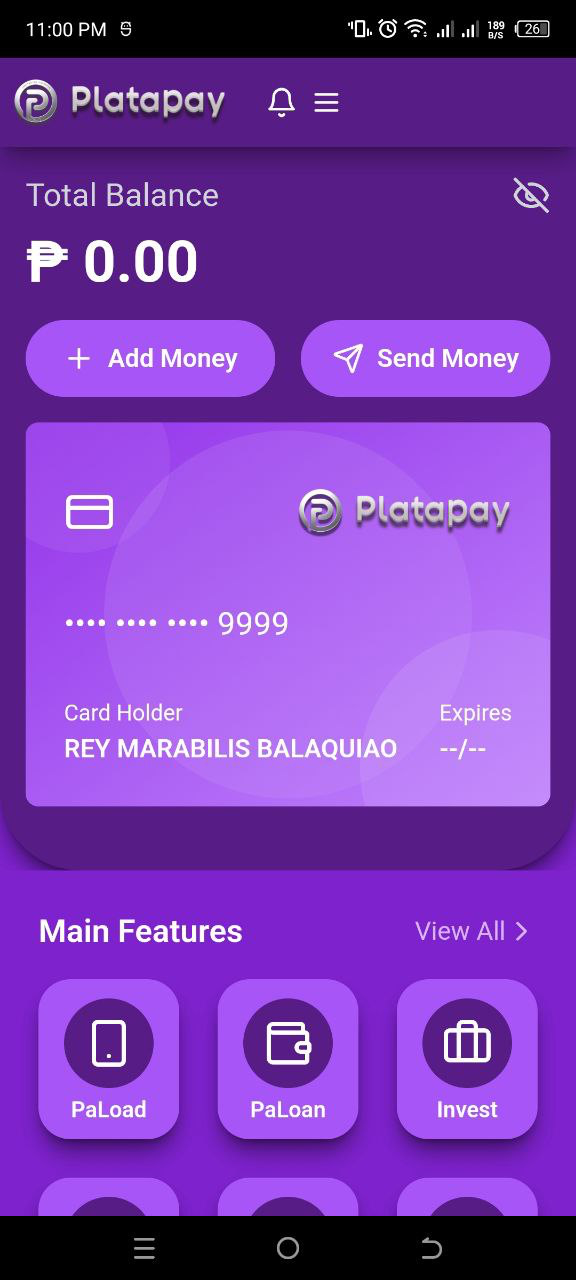 11:00 PM
189
B/S
26
Platapay
Total Balance
₱ 0.00
Add Money
Send Money
Platapay
•••• •••• •••• 9999
Card Holder
Expires
REY MARABILIS BALAQUIAO
--/--
Main Features
View All
PaLoad
PaLoan
Invest